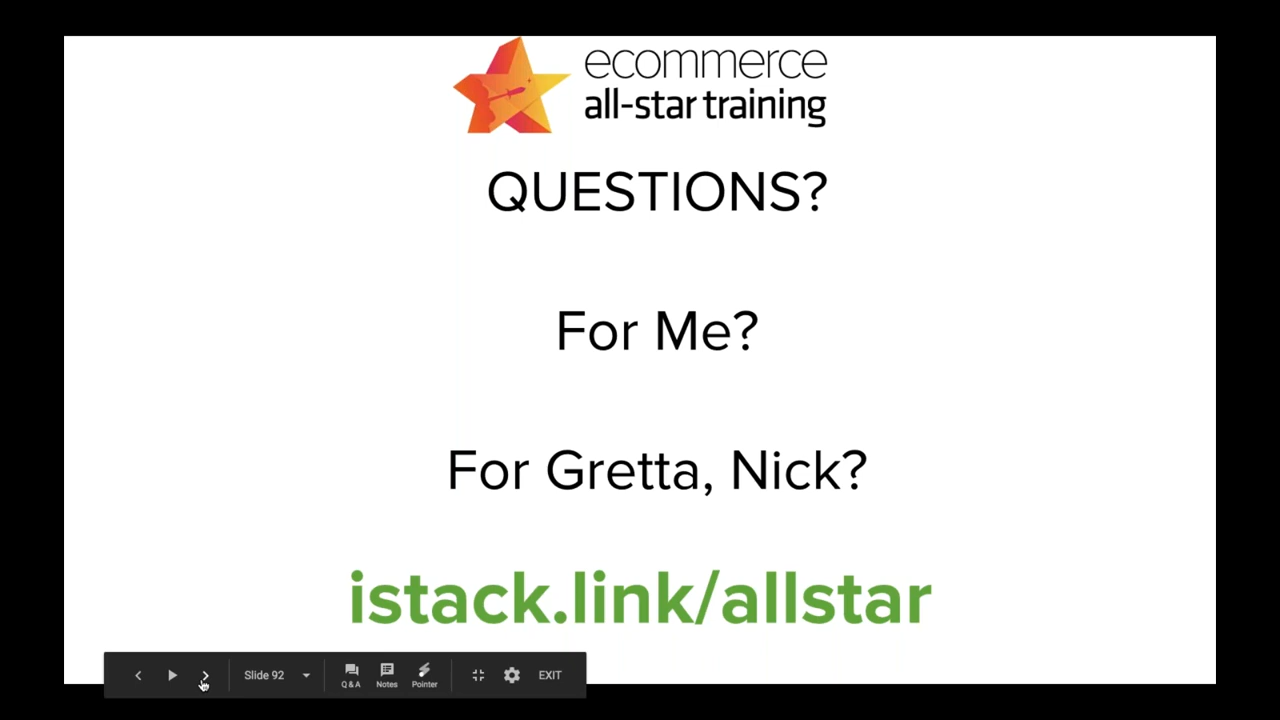 ecommerce
all-star training
QUESTIONS?
For Me?
For Gretta, Nick?
istack.link/allstar
Slide 92
Q & A
Notes
Pointer
EXIT